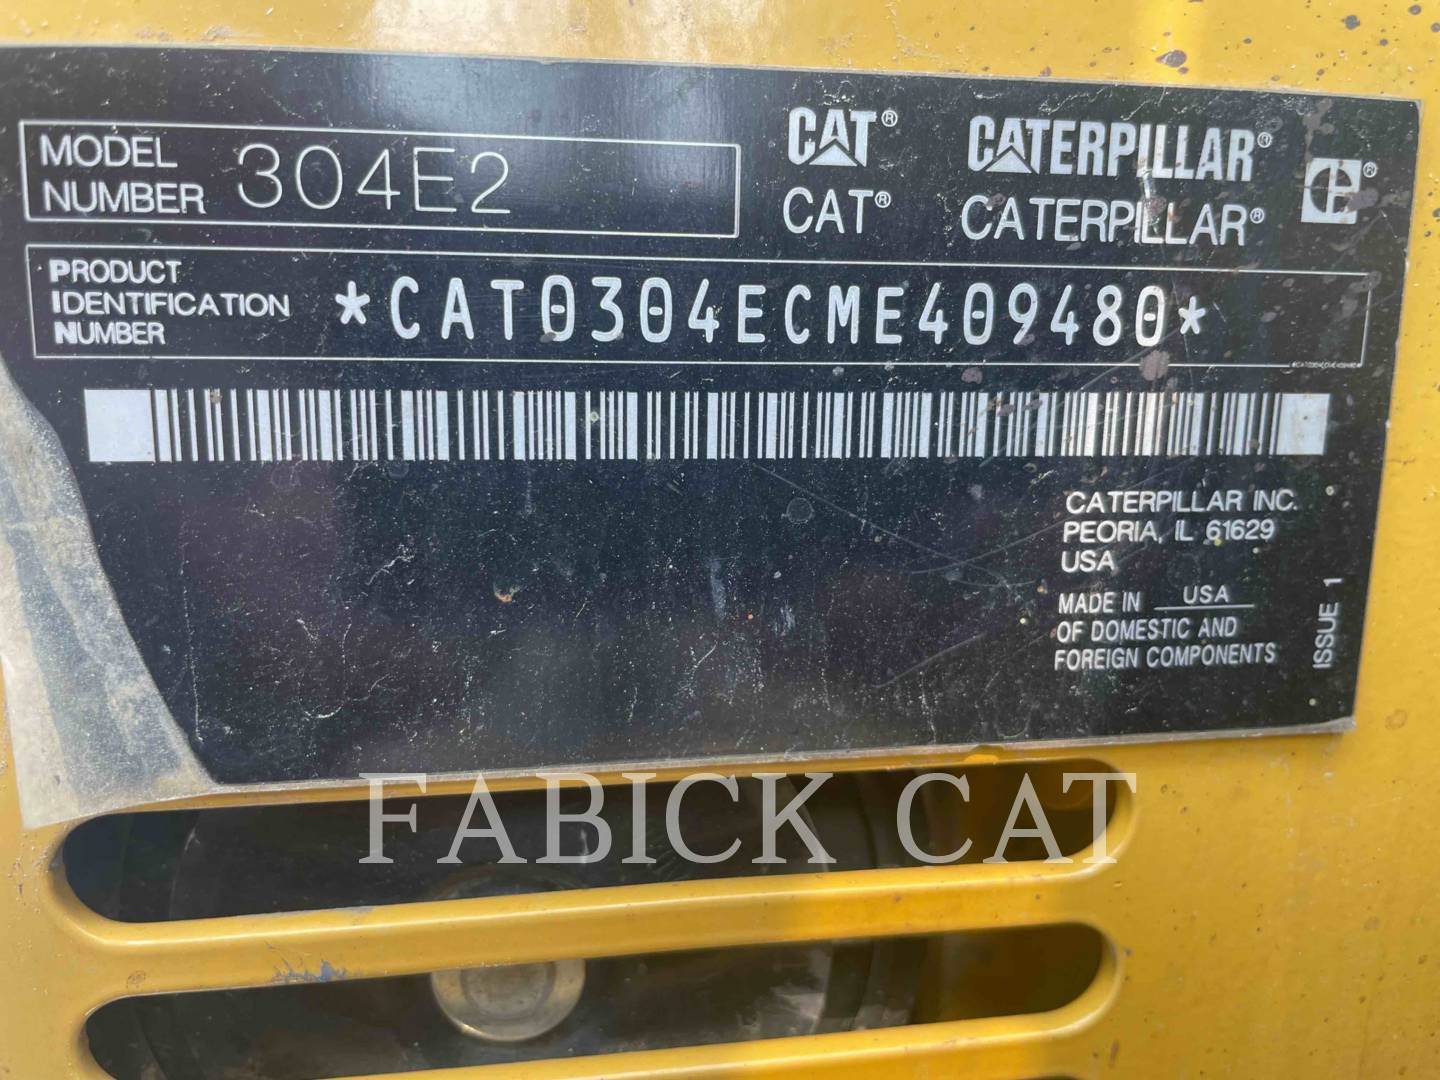 MODEL
NUMBER 304E2
CAT® CATERPILLAR®
CAT® CATERPILLAR®
PRODUCT
IDENTIFICATION
NUMBER
*CAT0304ECME409480*
CATERPILLAR INC.
PEORIA, IL 61629
USA
MADE IN USA
OF DOMESTIC AND
FOREIGN COMPONENTS
ISSUE 1
FABICK CAT